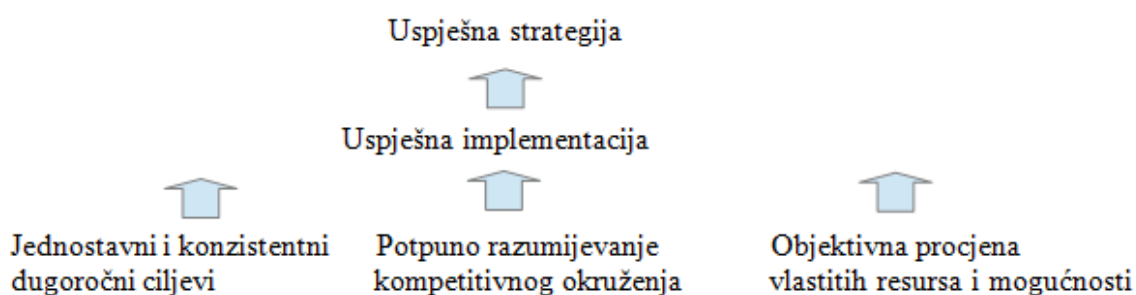 Uspješna strategija
Uspješna implementacija
Jednostavni i konzistentni
dugoročni ciljevi
Potpuno razumijevanje
kompetitivnog okruženja
Objektivna procjena
vlastitih resursa i mogućnosti